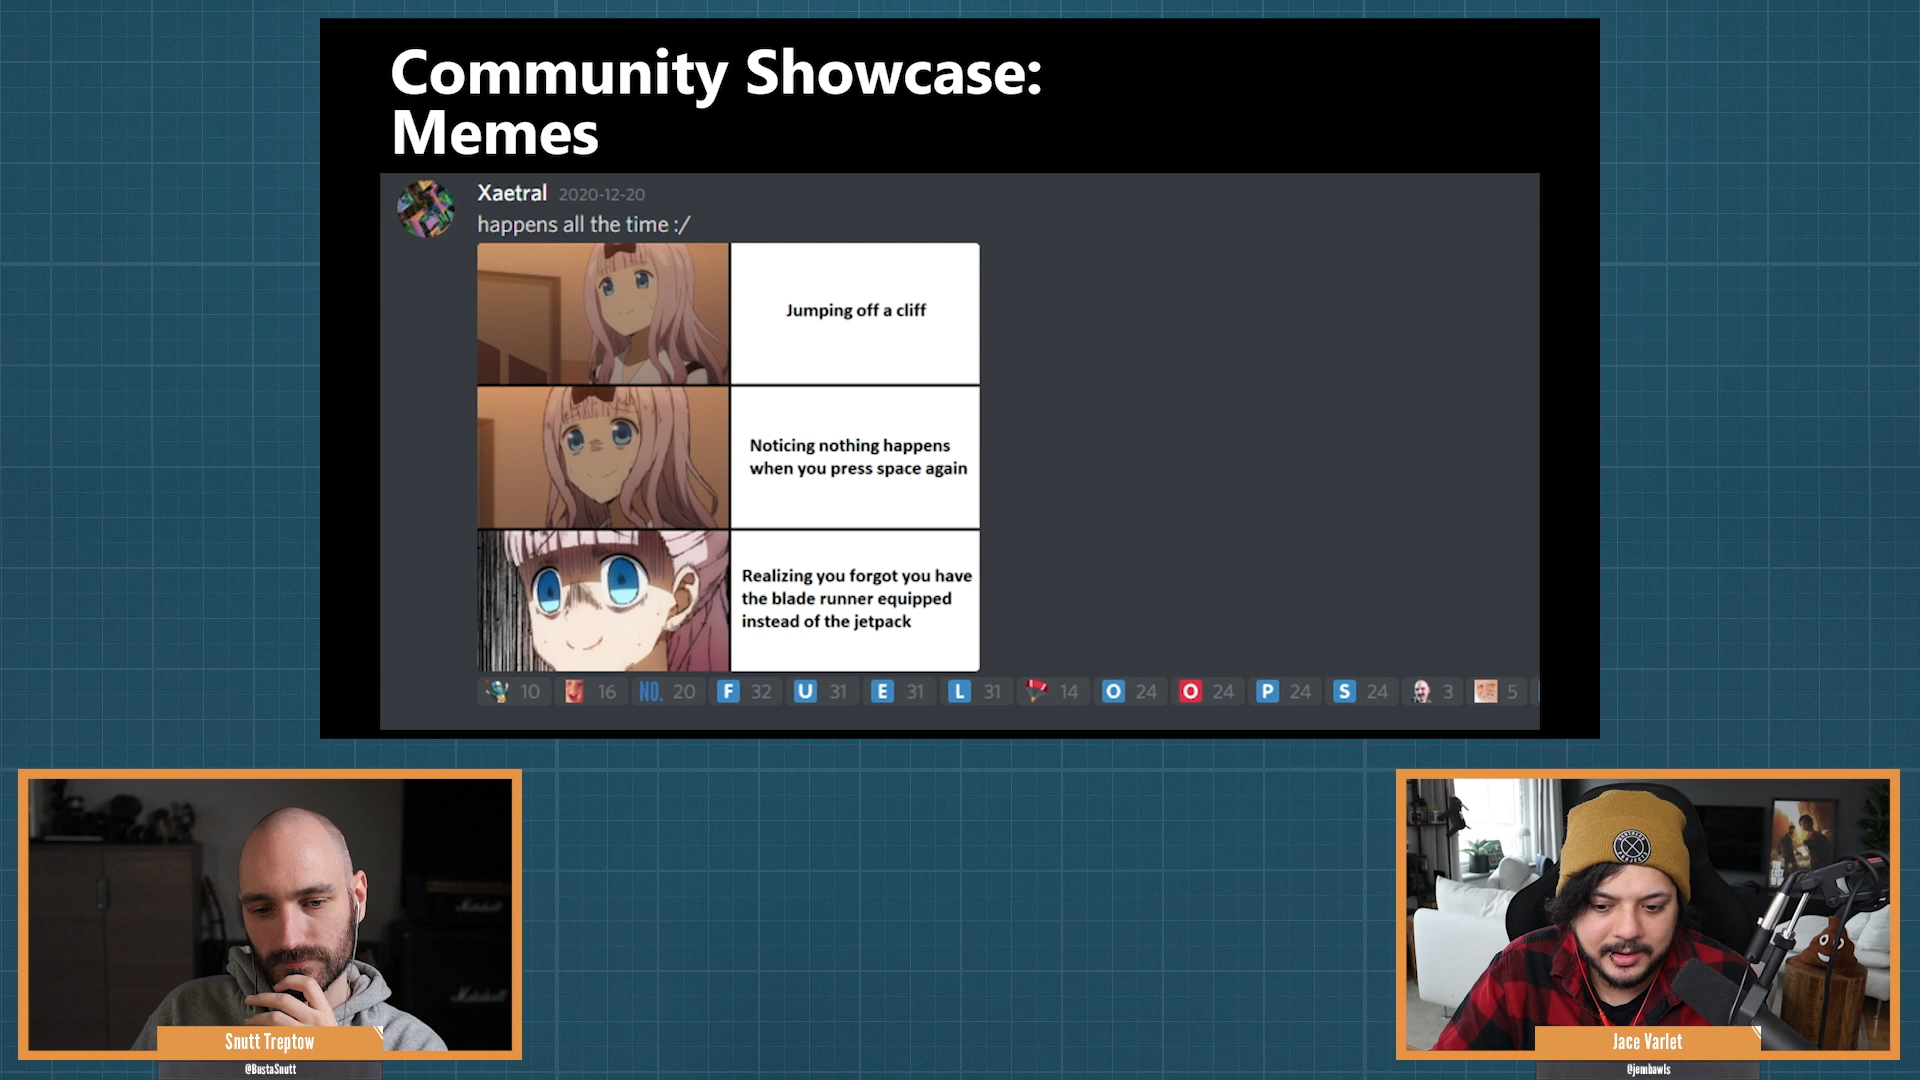 Community Showcase:
Memes
Xaetral 2020-12-20
happens all the time :/
Jumping off a cliff
Noticing nothing happens
when you press space again
Realizing you forgot you have
the blade runner equipped
instead of the jetpack
10 16 NO. 20 F 32 U 31 E 31 L 31 14 O 24 O 24 P 24 S 24 3 5
Marshall
Marshall
Snutt Treptow
@BustaSnutt
Jace Varlet
@jembawls